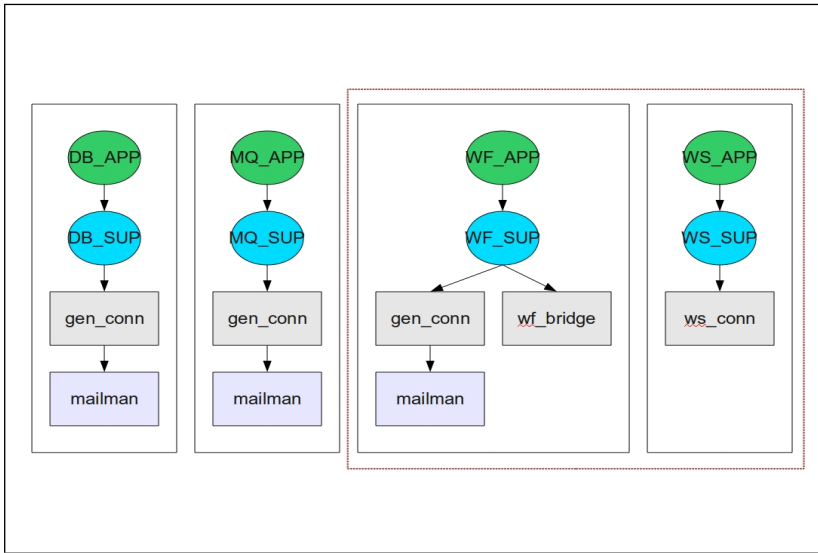 DB_APP
MQ_APP
WF_APP
WS_APP
DB_SUP
MQ_SUP
WF_SUP
WS_SUP
gen_conn
gen_conn
gen_conn
wf_bridge
ws_conn
mailman
mailman
mailman